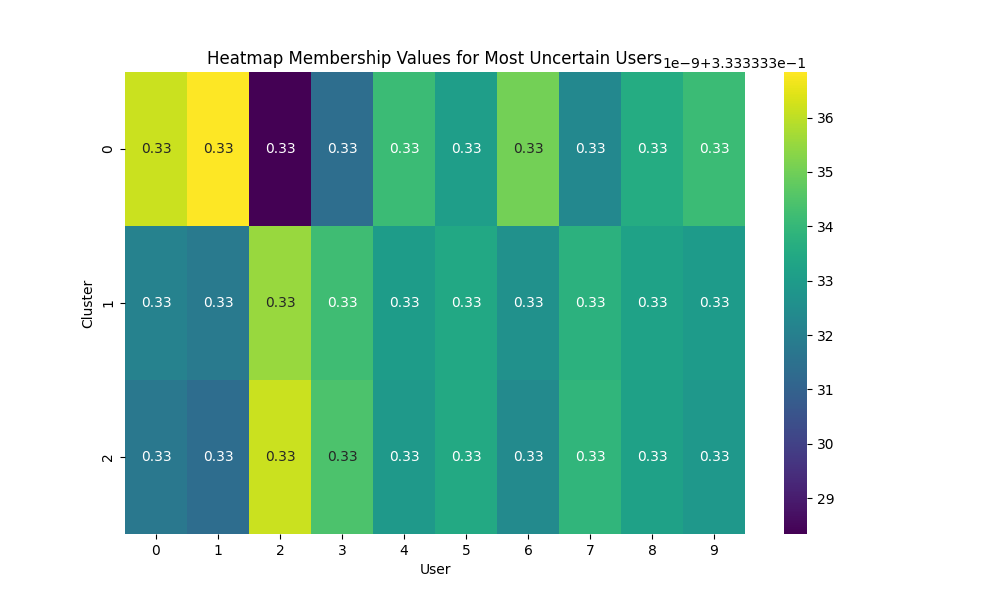 Heatmap Membership Values for Most Uncertain Users
1e−9+3.333333e−1
0 0.33 0.33 0.33 0.33 0.33 0.33 0.33 0.33 0.33 0.33
1 0.33 0.33 0.33 0.33 0.33 0.33 0.33 0.33 0.33 0.33
2 0.33 0.33 0.33 0.33 0.33 0.33 0.33 0.33 0.33 0.33
Cluster
0 1 2 3 4 5 6 7 8 9
User
36
35
34
33
32
31
30
29